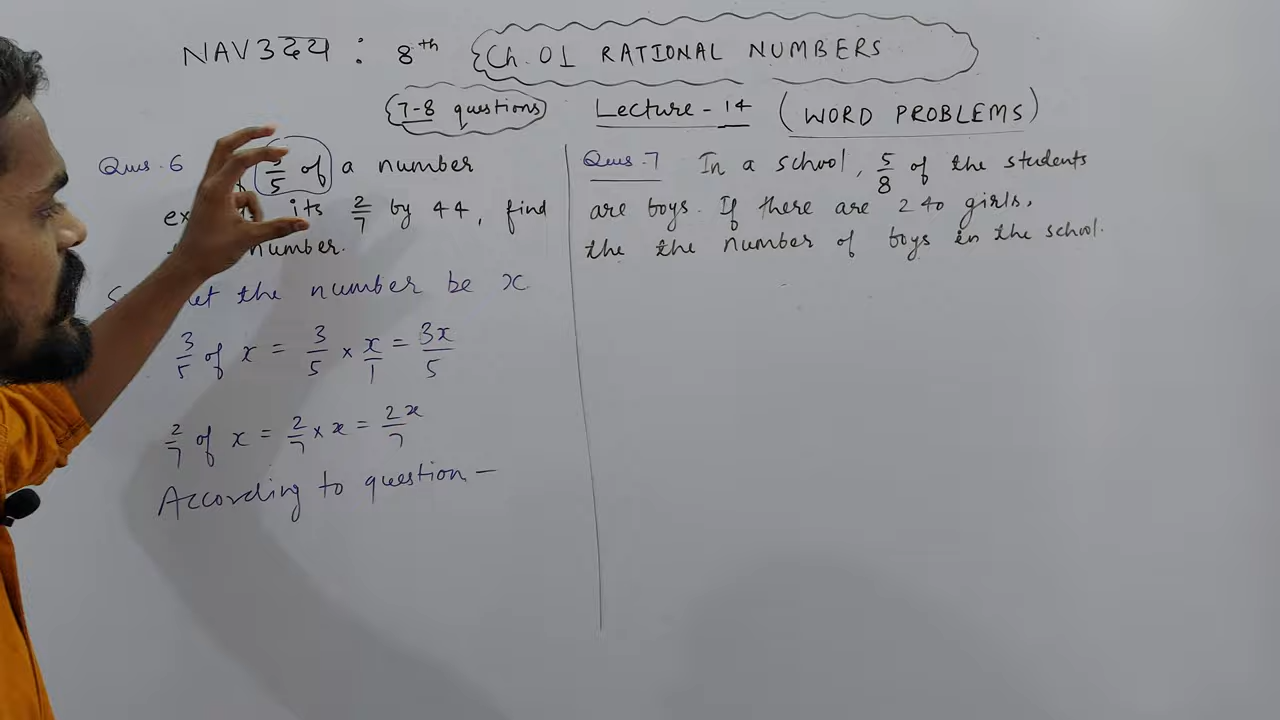 NAV3ਦਧ : 8th Ch. 01 RATIONAL NUMBERS
7-8 questions Lecture - 14 (WORD PROBLEMS)
Ques. 6 /5 of a number
its 2/7 by 44, find
number.
let the number be x
3/5 of x = 3/5 × x/1 = 3x/5
2/7 of x = 2/7 × x = 2x/7
According to question –
Ques. 7 In a school, 5/8 of the students
are boys. If there are 240 girls,
the the number of boys in the school.